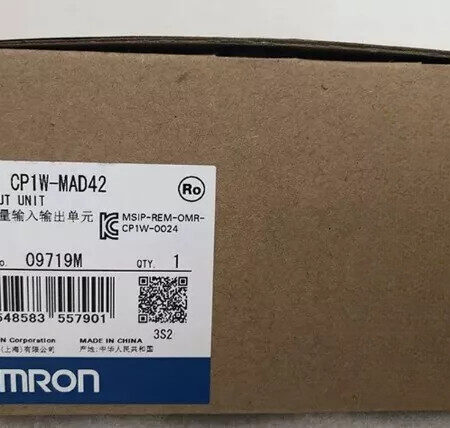 CP1W-MAD42
UT UNIT
量输入输出单元
Ro
MSIP-REM-OMR-
CP1W-0024
o. 09719M
QTY. 1
548583 557901
3S2
N Corporation
(上海)有限公司
MADE IN CHINA
产地:中华人民共和国
MRON